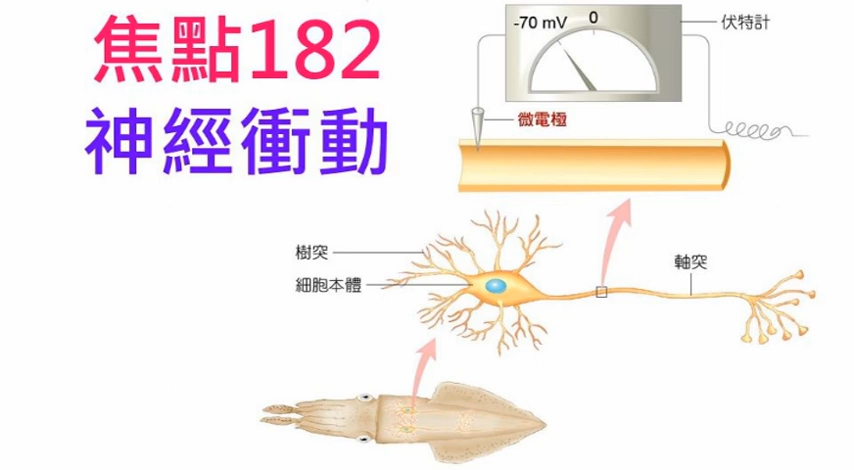 焦點182
神經衝動
-70 mV 0
伏特計
微電極
樹突
細胞本體
軸突